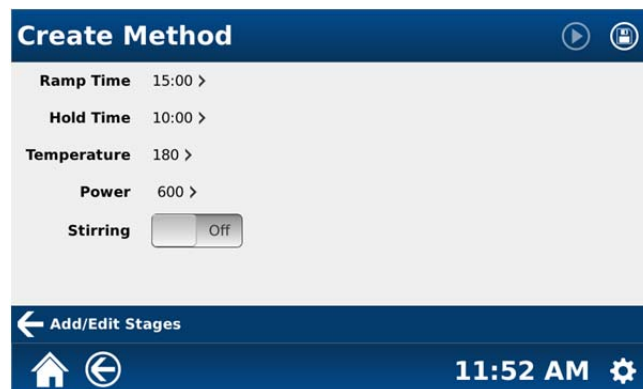 Create Method
Ramp Time 15:00 >
Hold Time 10:00 >
Temperature 180 >
Power 600 >
Stirring Off
Add/Edit Stages
11:52 AM